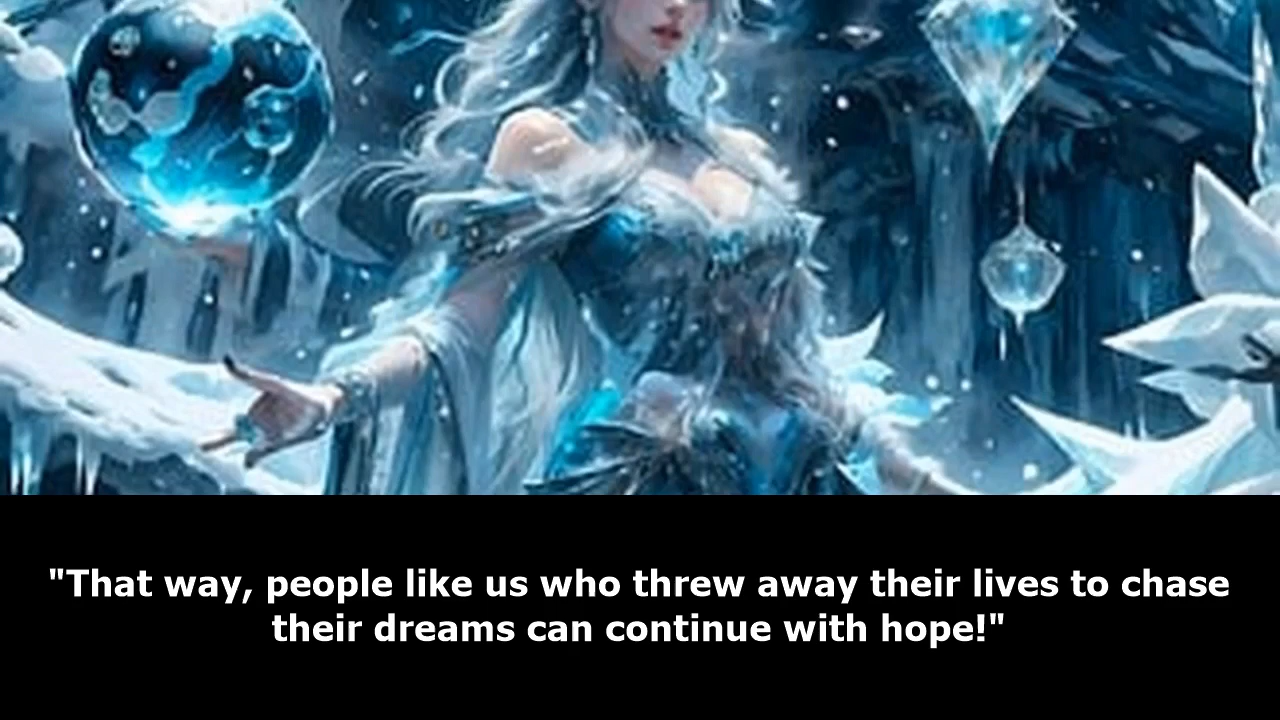 "That way, people like us who threw away their lives to chase
their dreams can continue with hope!"